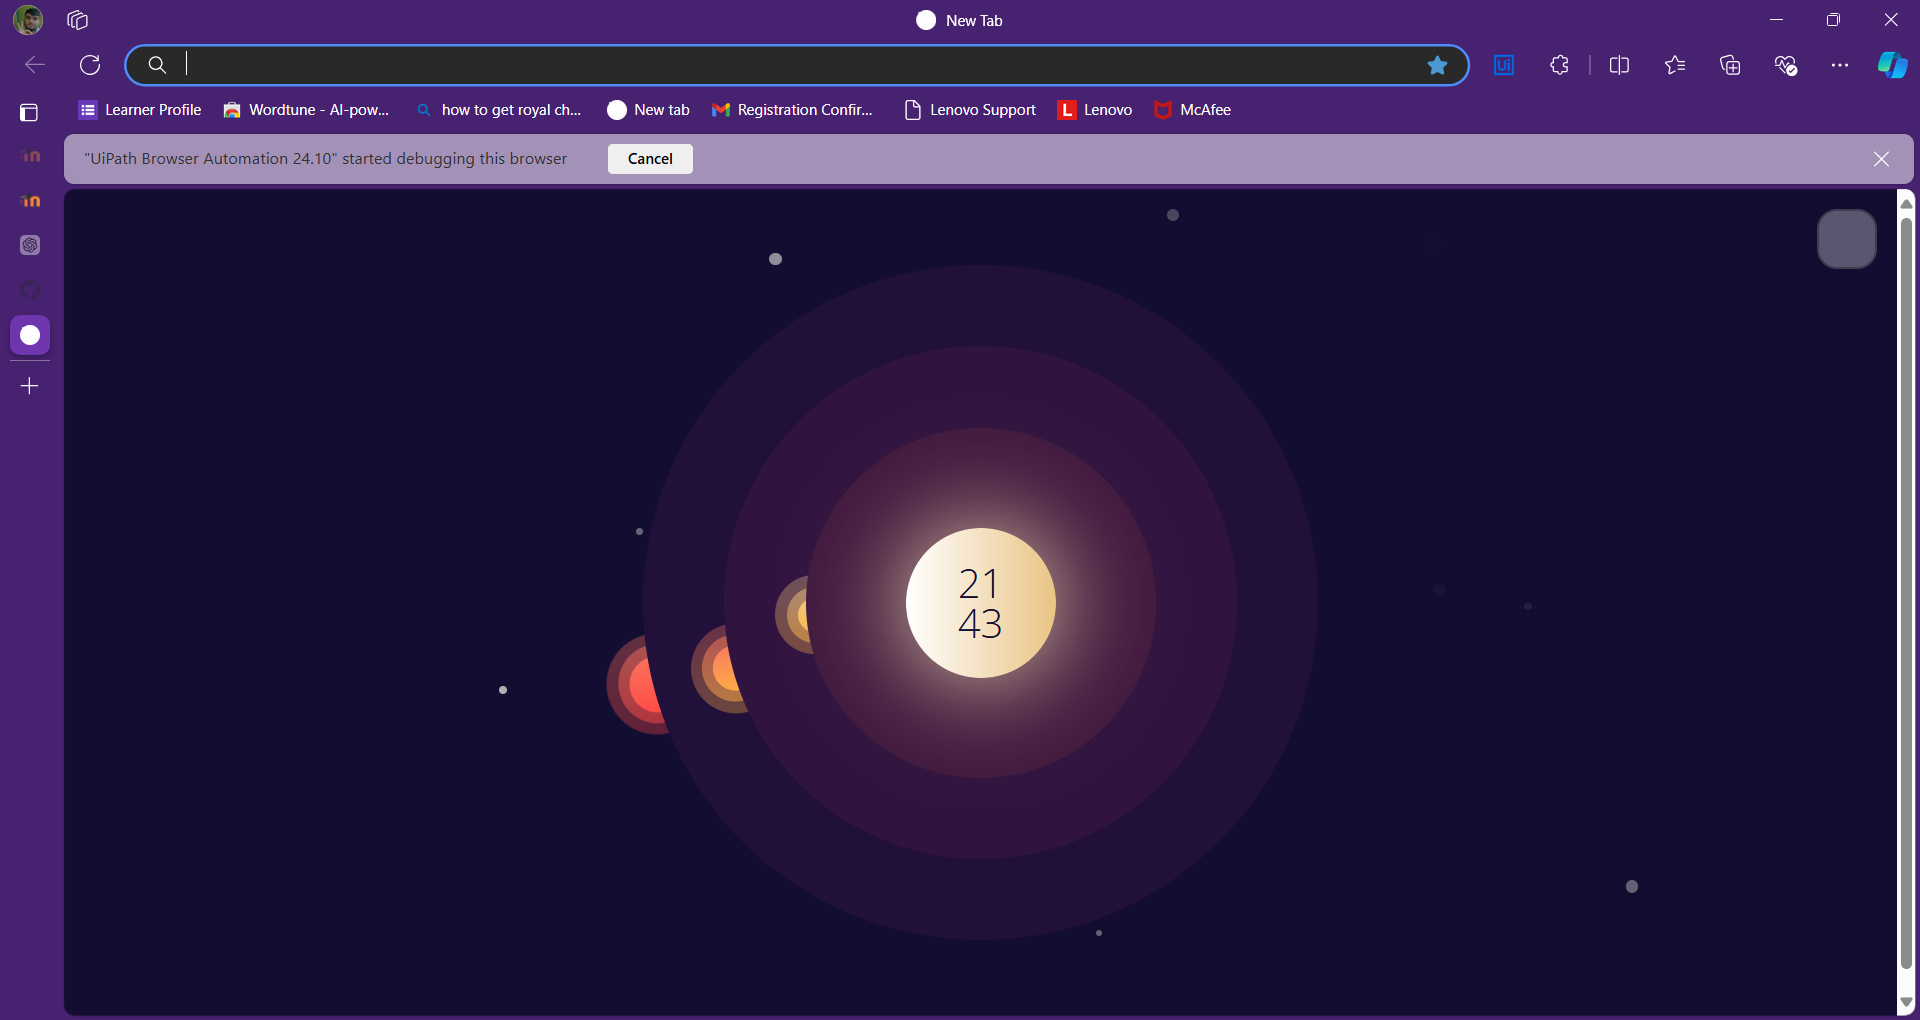 New Tab
Ui
Learner Profile
Wordtune - AI-pow...
how to get royal ch...
New tab
Registration Confir...
Lenovo Support
L Lenovo
McAfee
"UiPath Browser Automation 24.10" started debugging this browser
Cancel
21
43